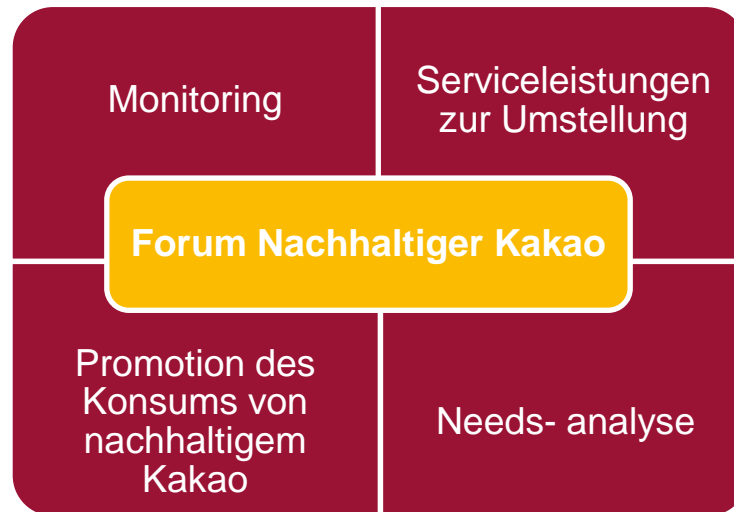 Monitoring
Serviceleistungen
zur Umstellung
Forum Nachhaltiger Kakao
Promotion des
Konsums von
nachhaltigem
Kakao
Needs- analyse